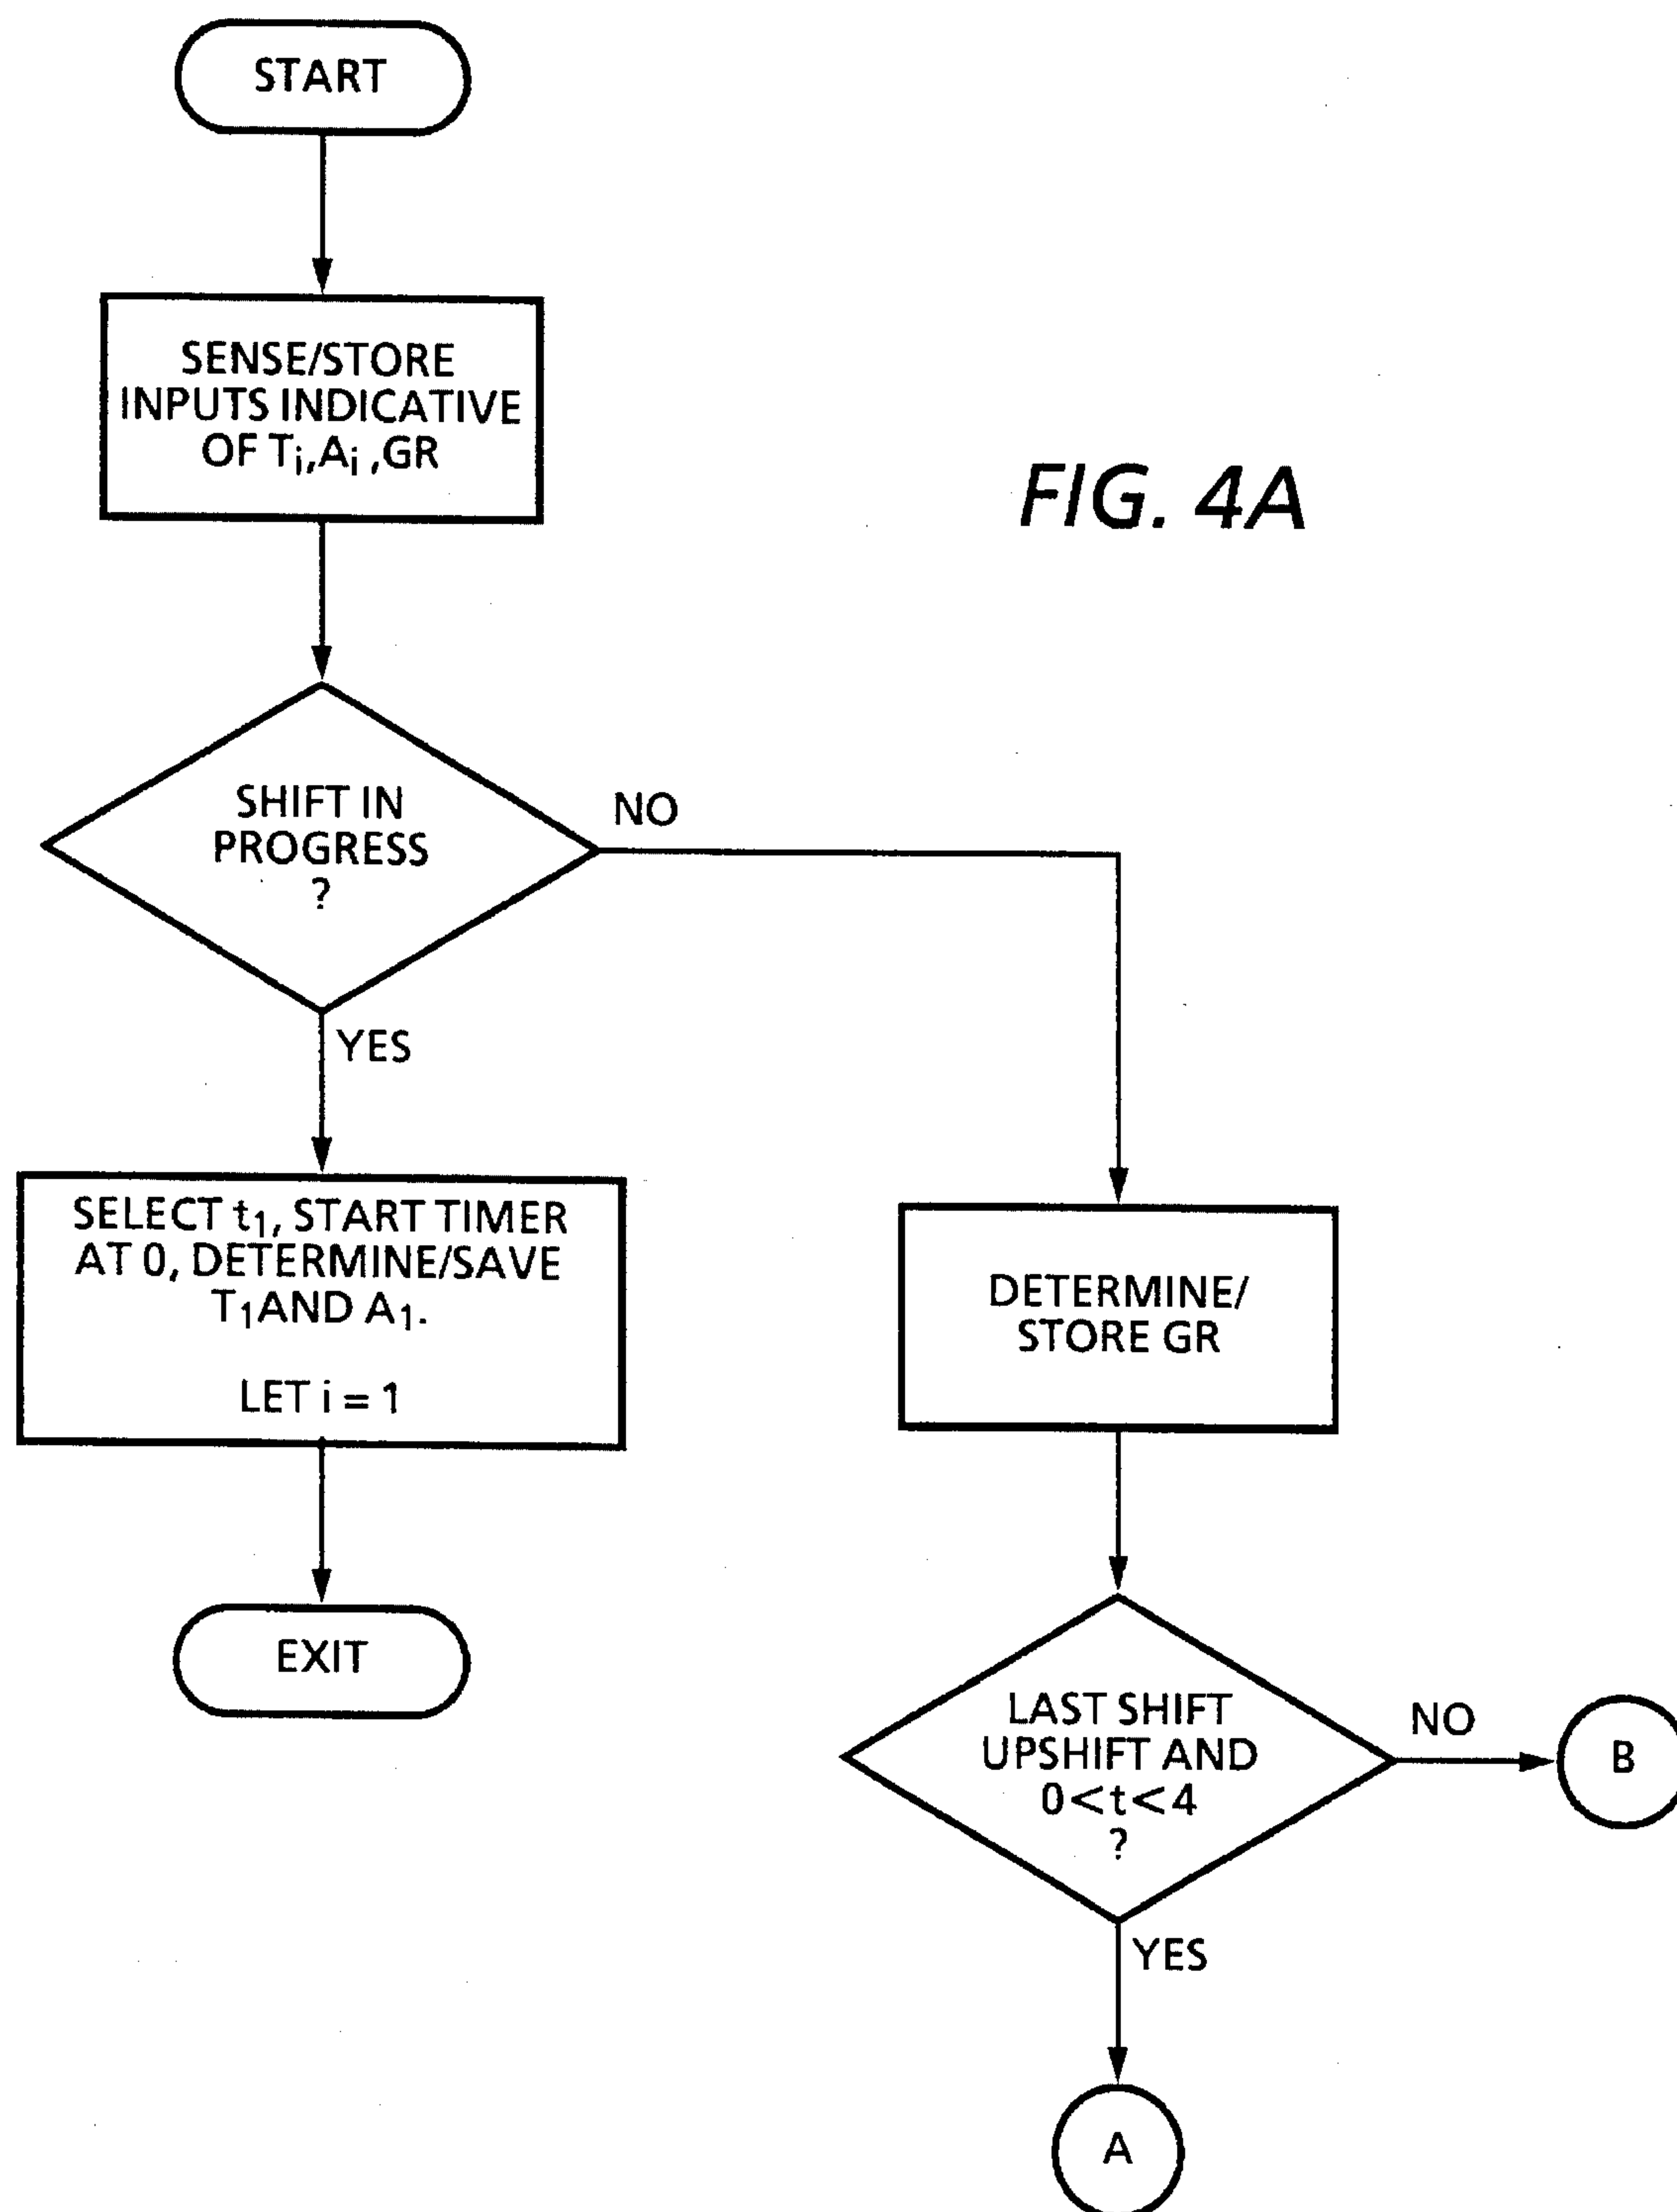 START
SENSE/STORE
INPUTS INDICATIVE
OF Ti,Ai,GR
FIG. 4A
SHIFT IN
PROGRESS
?
NO
YES
SELECT t1, START TIMER
AT 0, DETERMINE/SAVE
T1 AND A1.
LET i = 1
EXIT
DETERMINE/
STORE GR
LAST SHIFT
UPSHIFT AND
0<t<4
?
NO
B
YES
A